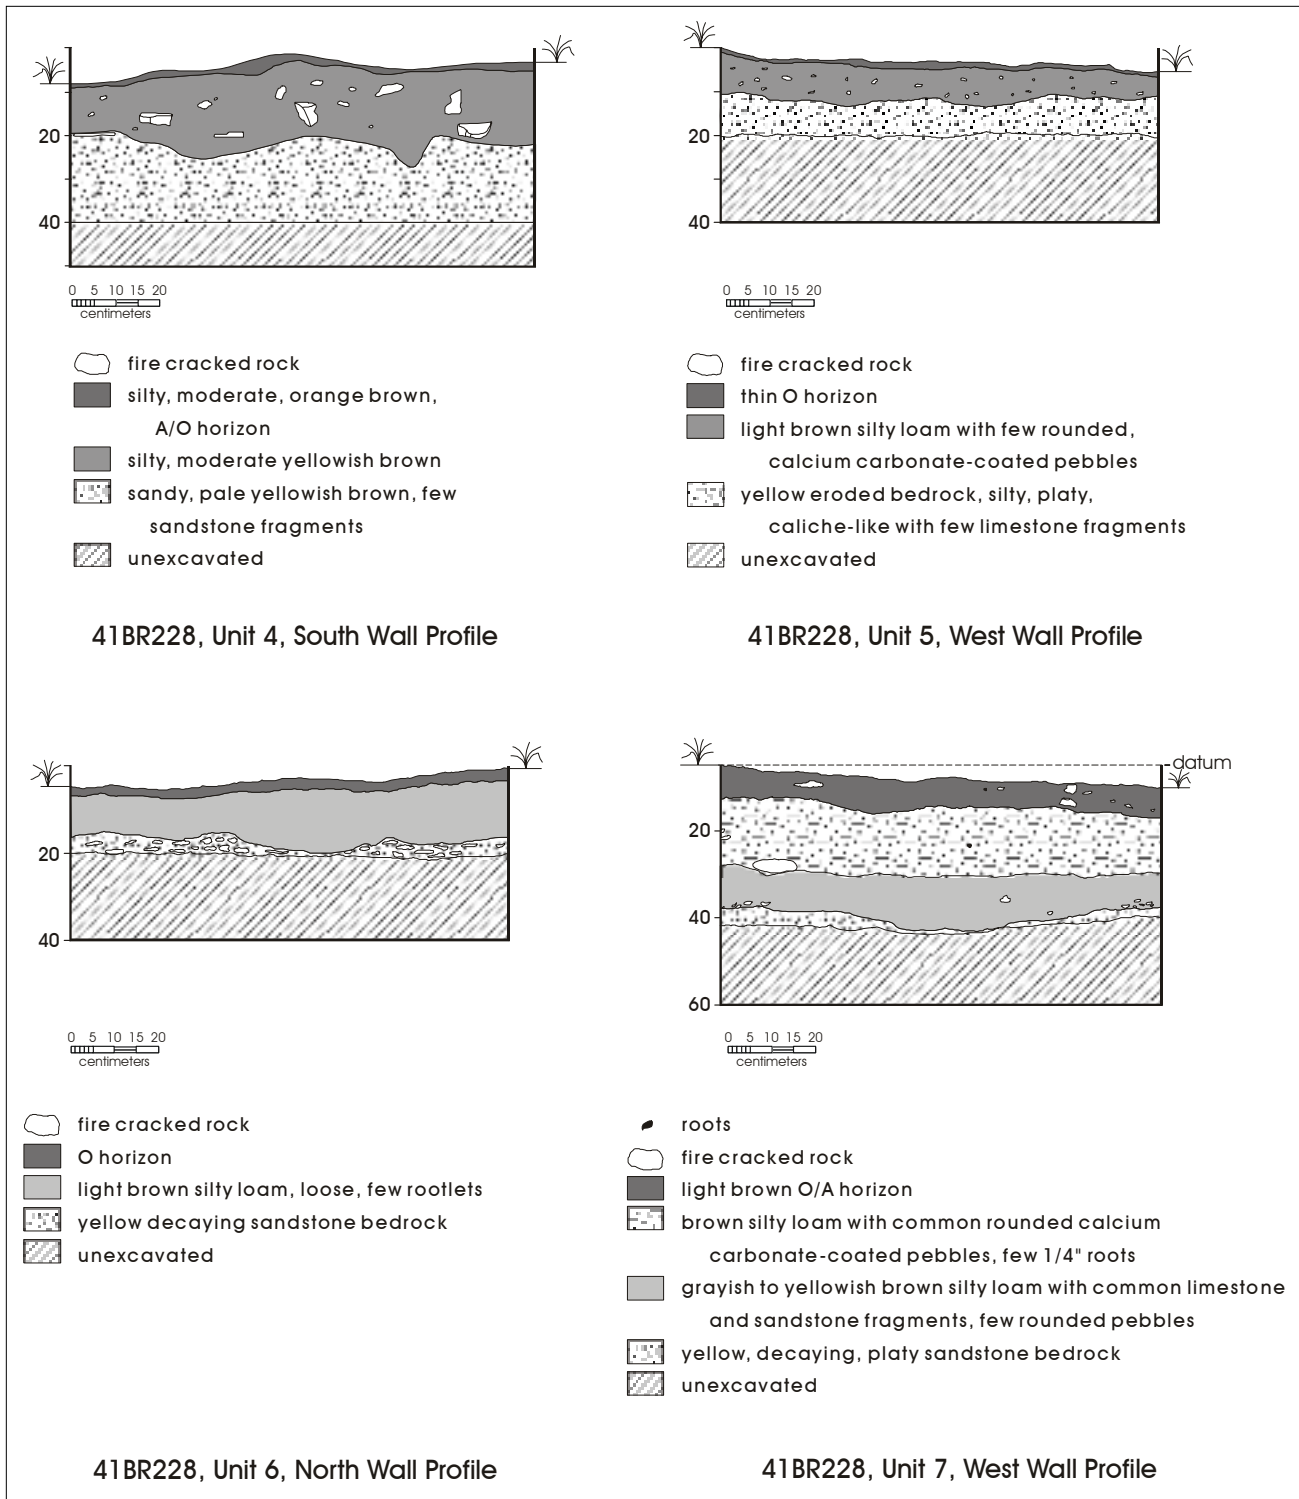 20
40
0 5 10 15 20
centimeters
fire cracked rock
silty, moderate, orange brown,
A/O horizon
silty, moderate yellowish brown
sandy, pale yellowish brown, few
sandstone fragments
unexcavated
41BR228, Unit 4, South Wall Profile
20
40
0 5 10 15 20
centimeters
fire cracked rock
thin O horizon
light brown silty loam with few rounded,
calcium carbonate-coated pebbles
yellow eroded bedrock, silty, platy,
caliche-like with few limestone fragments
unexcavated
41BR228, Unit 5, West Wall Profile
20
40
0 5 10 15 20
centimeters
fire cracked rock
O horizon
light brown silty loam, loose, few rootlets
yellow decaying sandstone bedrock
unexcavated
41BR228, Unit 6, North Wall Profile
datum
20
40
60
0 5 10 15 20
centimeters
roots
fire cracked rock
light brown O/A horizon
brown silty loam with common rounded calcium
carbonate-coated pebbles, few 1/4" roots
grayish to yellowish brown silty loam with common limestone
and sandstone fragments, few rounded pebbles
yellow, decaying, platy sandstone bedrock
unexcavated
41BR228, Unit 7, West Wall Profile